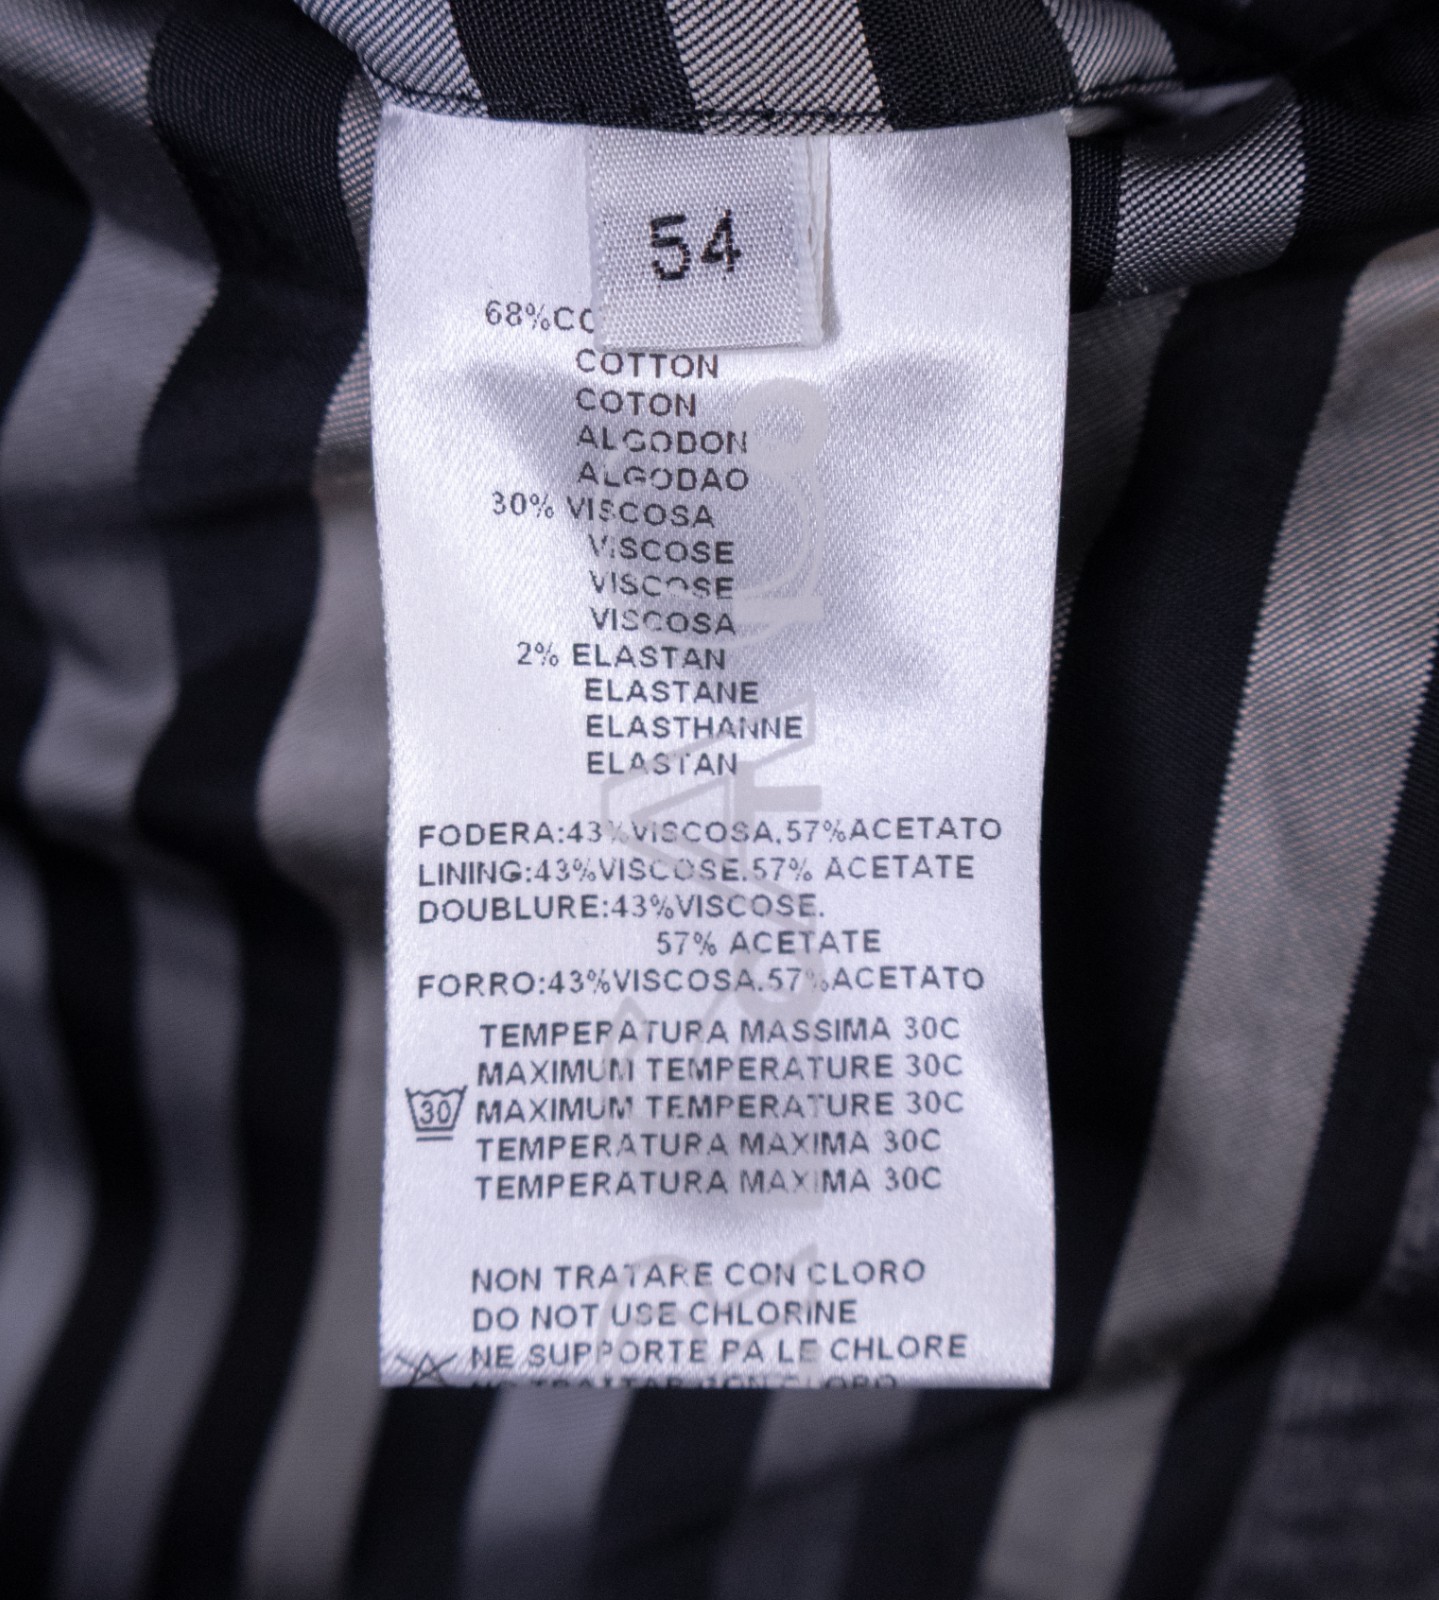 54
68%CO
COTTON
COTON
ALGODON
ALGODAO
30% VISCOSA
VISCOSE
VISCOSE
VISCOSA
2% ELASTAN
ELASTANE
ELASTHANNE
ELASTAN
FODERA:43%VISCOSA.57%ACETATO
LINING:43%VISCOSE.57% ACETATE
DOUBLURE:43%VISCOSE.
57% ACETATE
FORRO:43%VISCOSA.57%ACETATO
TEMPERATURA MASSIMA 30C
MAXIMUM TEMPERATURE 30C
30 MAXIMUM TEMPERATURE 30C
TEMPERATURA MAXIMA 30C
TEMPERATURA MAXIMA 30C
NON TRATARE CON CLORO
DO NOT USE CHLORINE
NE SUPPORTE PA LE CHLORE